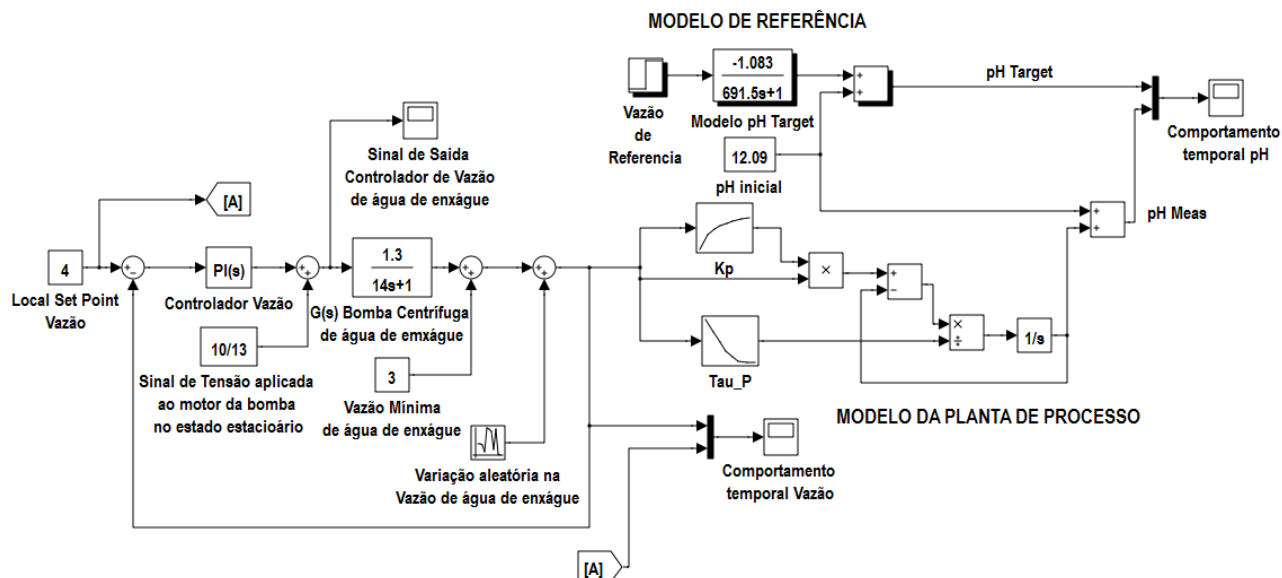 MODELO DE REFERÊNCIA
-1.083
691.5s+1
Modelo pH Target
Vazão
de
Referencia
12.09
pH inicial
+
+
pH Target
Comportamento
temporal pH
+
+
pH Meas
Sinal de Saida
Controlador de Vazão
de água de enxágue
[A]
4
Local Set Point
Vazão
+
−
PI(s)
Controlador Vazão
+
+
10/13
Sinal de Tensão aplicada
ao motor da bomba
no estado estacioário
1.3
14s+1
G(s) Bomba Centrífuga
de água de emxágue
+
+
3
Vazão Mínima
de água de enxágue
+
+
Variação aleatória na
Vazão de água de enxágue
Kp
×
Tau_P
+
−
×
÷
1/s
MODELO DA PLANTA DE PROCESSO
Comportamento
temporal Vazão
[A]